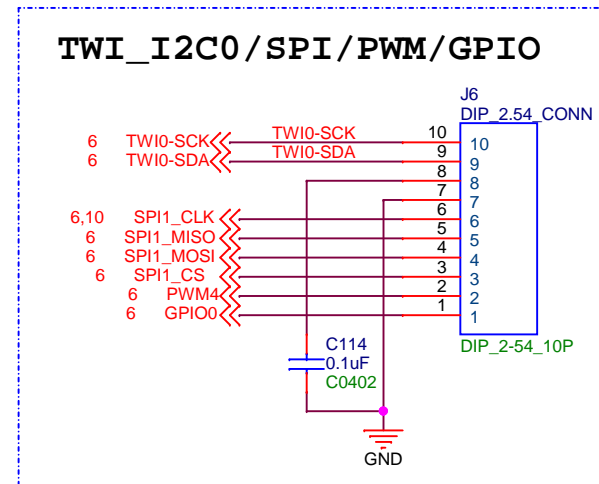 TWI_I2C0/SPI/PWM/GPIO
J6
DIP_2.54_CONN
6 TWI0-SCK TWI0-SCK 10 10
6 TWI0-SDA TWI0-SDA 9 9
8 8
7 7
6,10 SPI1_CLK 6 6
6 SPI1_MISO 5 5
6 SPI1_MOSI 4 4
6 SPI1_CS 3 3
6 PWM4 2 2
6 GPIO0 1 1
DIP_2-54_10P
C114
0.1uF
C0402
GND